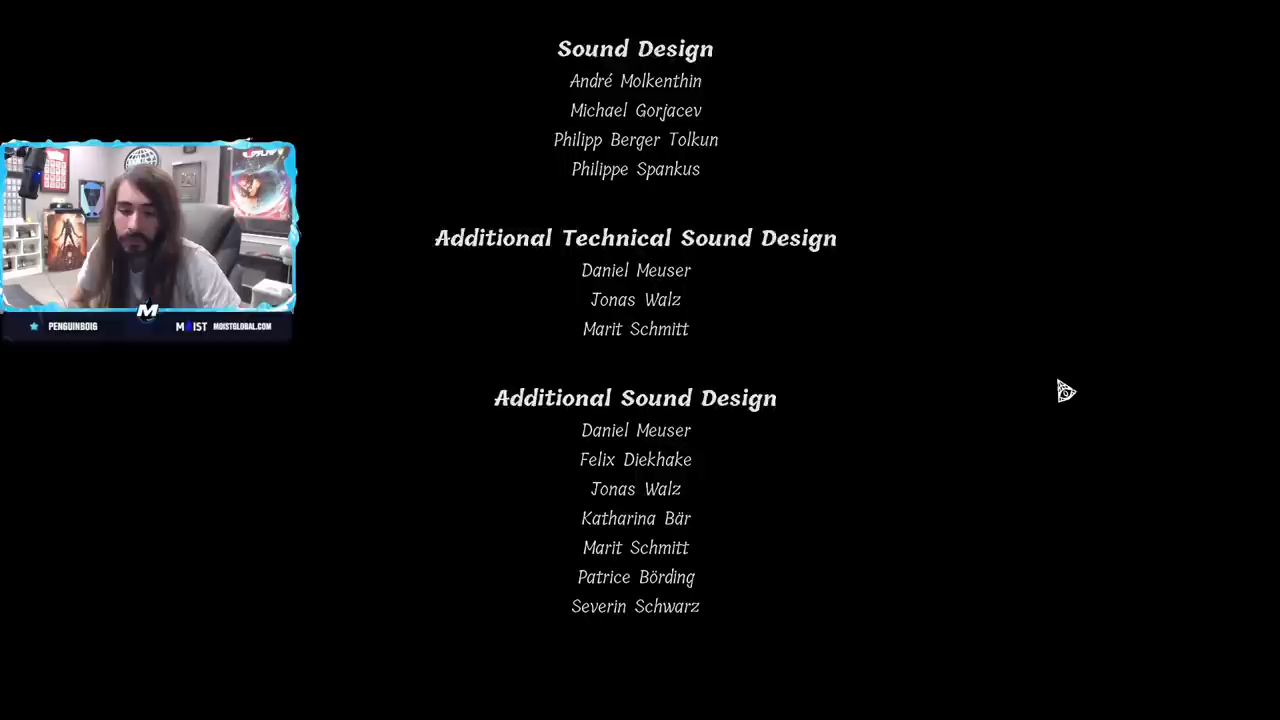 Sound Design
André Molkenthin
Michael Gorjacev
Philipp Berger Tolkun
Philippe Spankus
Additional Technical Sound Design
Daniel Meuser
Jonas Walz
Marit Schmitt
Additional Sound Design
Daniel Meuser
Felix Diekhake
Jonas Walz
Katharina Bär
Marit Schmitt
Patrice Börding
Severin Schwarz
M
PENGUINBOIG
MOIST MOISTGLOBAL.COM